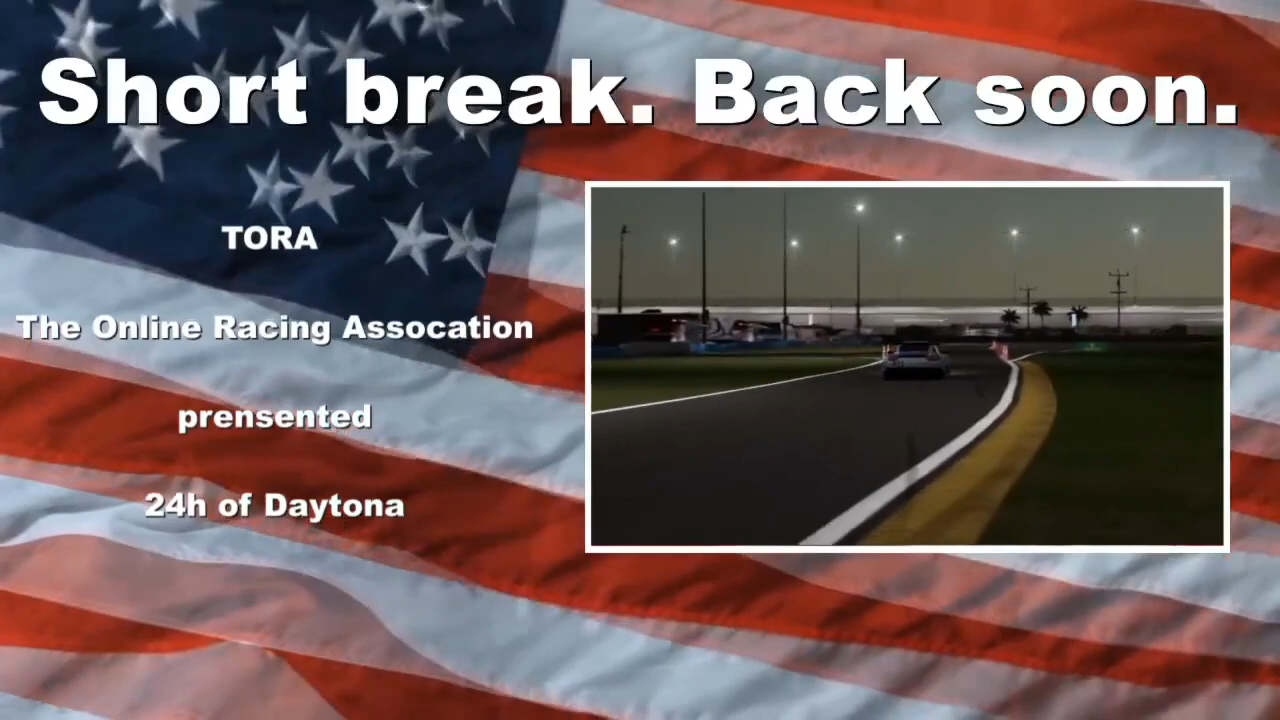 Short break. Back soon.
TORA
The Online Racing Assocation
prensented
24h of Daytona